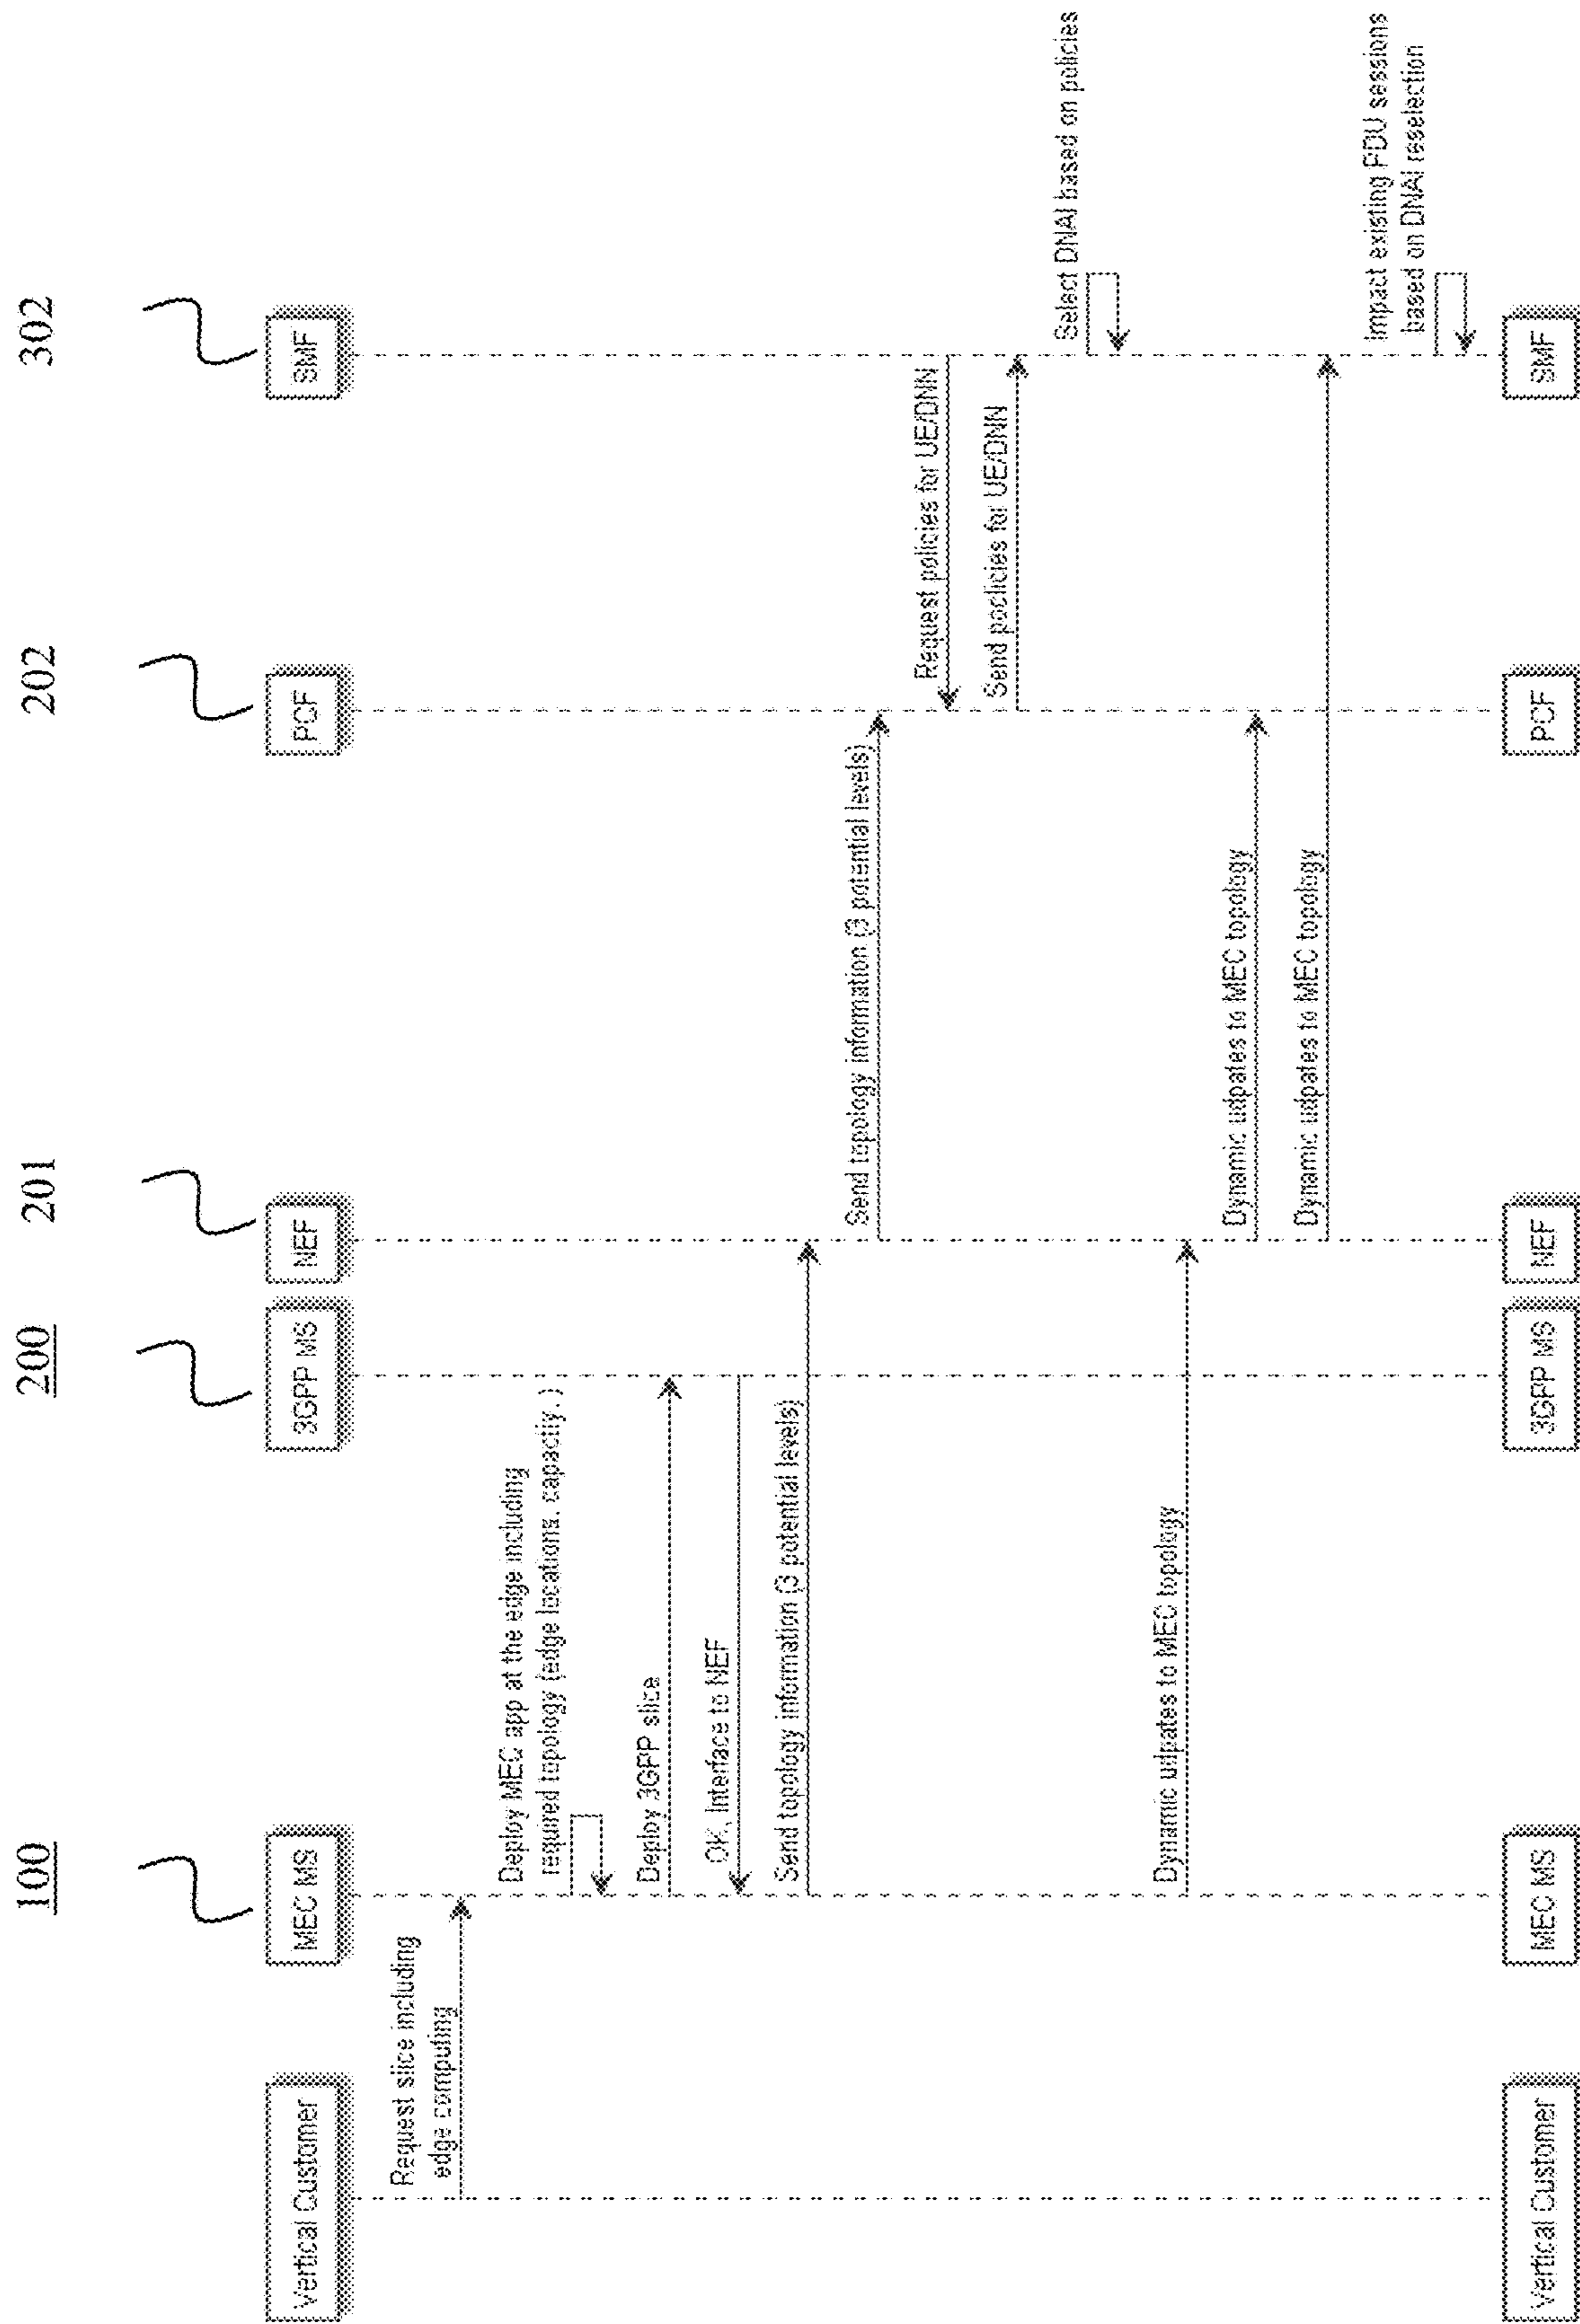 100
200
201
202
302
Vertical Customer
MEC MS
3GPP MS
NEF
PCF
SMF
Request slice including
edge computing
Deploy MEC app at the edge including
required topology (edge locations, capacity..)
Deploy 3GPP slice
OK, Interface to NEF
Send topology information (3 potential levels)
Send topology information (3 potential levels)
Request policies for UE/DNN
Send poclicies for UE/DNN
Select DNAI based on policies
Dynamic udpates to MEC topology
Dynamic udpates to MEC topology
Dynamic udpates to MEC topology
Impact existing PDU sessions
based on DNAI reselection
Vertical Customer
MEC MS
3GPP MS
NEF
PCF
SMF